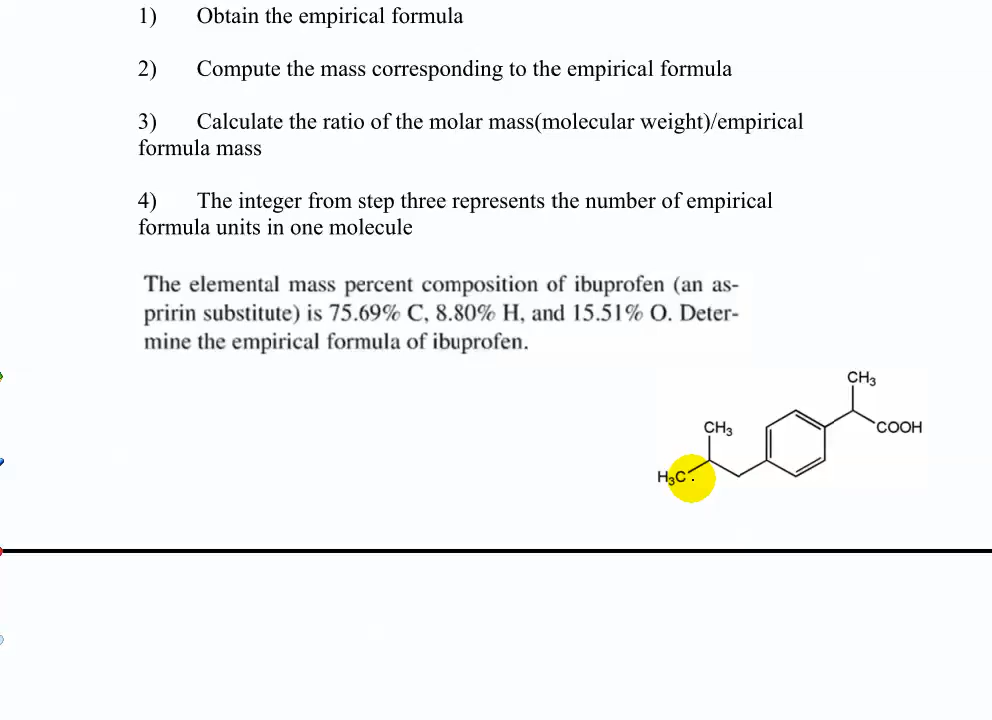 1) Obtain the empirical formula
2) Compute the mass corresponding to the empirical formula
3) Calculate the ratio of the molar mass(molecular weight)/empirical
formula mass
4) The integer from step three represents the number of empirical
formula units in one molecule
The elemental mass percent composition of ibuprofen (an as-
pririn substitute) is 75.69% C, 8.80% H, and 15.51% O. Deter-
mine the empirical formula of ibuprofen.
CH₃
CH₃
COOH
H₃C